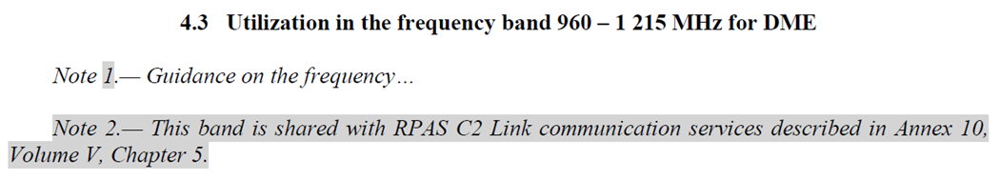 4.3 Utilization in the frequency band 960 – 1 215 MHz for DME
Note 1.— Guidance on the frequency…
Note 2.— This band is shared with RPAS C2 Link communication services described in Annex 10,
Volume V, Chapter 5.